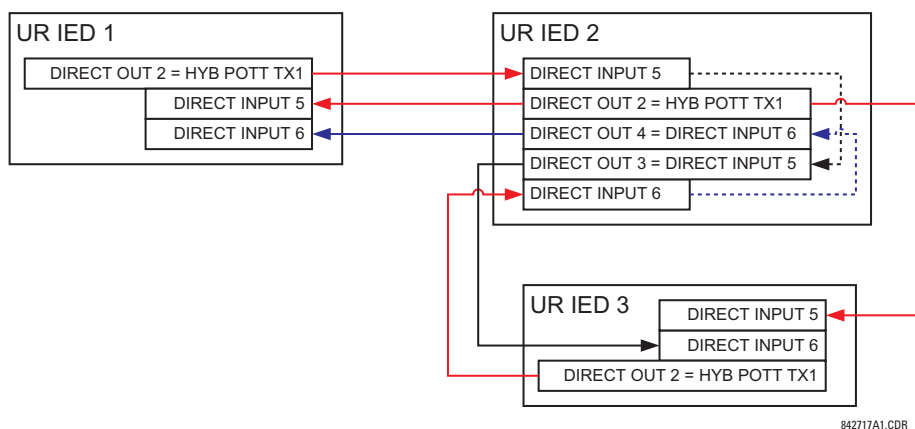 UR IED 1
DIRECT OUT 2 = HYB POTT TX1
DIRECT INPUT 5
DIRECT INPUT 6
UR IED 2
DIRECT INPUT 5
DIRECT OUT 2 = HYB POTT TX1
DIRECT OUT 4 = DIRECT INPUT 6
DIRECT OUT 3 = DIRECT INPUT 5
DIRECT INPUT 6
UR IED 3
DIRECT INPUT 5
DIRECT INPUT 6
DIRECT OUT 2 = HYB POTT TX1
842717A1.CDR